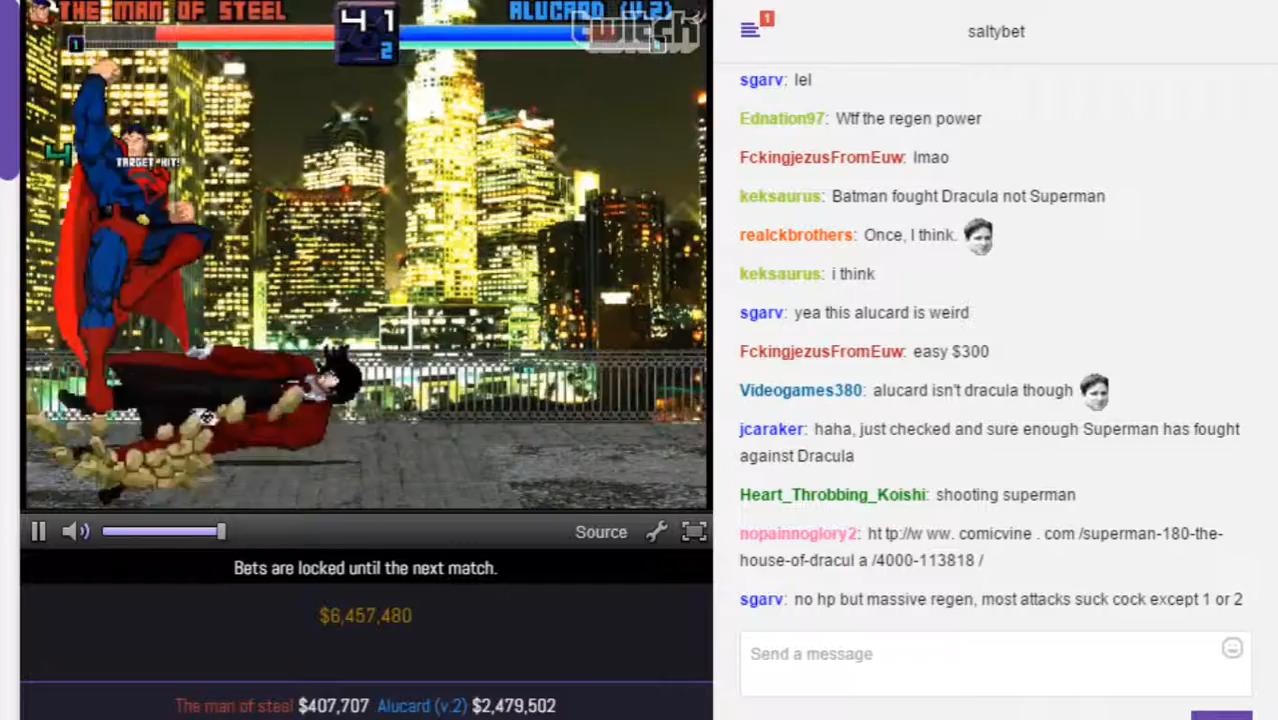 THE MAN OF STEEL
41
ALUCARD (V.2)
twitch
1
2
TARGET HIT!
Source
Bets are locked until the next match.
$6,457,480
The man of steel $407,707 Alucard (v.2) $2,479,502
1
saltybet
sgarv: lel
Ednation97: Wtf the regen power
FckingjezusFromEuw: lmao
keksaurus: Batman fought Dracula not Superman
realckbrothers: Once, I think.
keksaurus: i think
sgarv: yea this alucard is weird
FckingjezusFromEuw: easy $300
Videogames380: alucard isn't dracula though
jcaraker: haha, just checked and sure enough Superman has fought
against Dracula
Heart_Throbbing_Koishi: shooting superman
nopainnoglory2: ht tp://w ww. comicvine . com /superman-180-the-
house-of-dracul a /4000-113818 /
sgarv: no hp but massive regen, most attacks suck cock except 1 or 2
Send a message